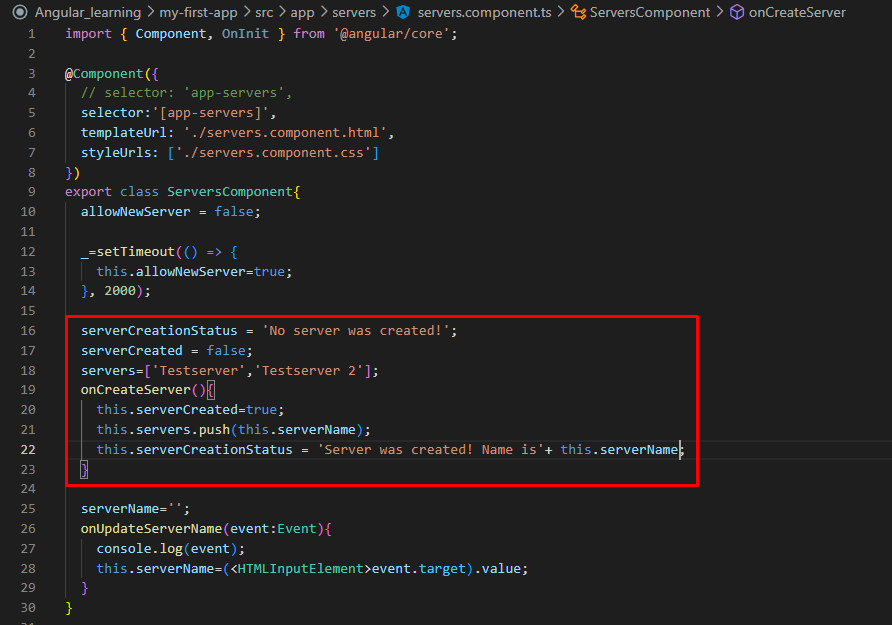 Angular_learning > my-first-app > src > app > servers > servers.component.ts > ServersComponent > onCreateServer
1 import { Component, OnInit } from '@angular/core';
2
3 @Component({
4 // selector: 'app-servers',
5 selector:'[app-servers]',
6 templateUrl: './servers.component.html',
7 styleUrls: ['./servers.component.css']
8 })
9 export class ServersComponent{
10 allowNewServer = false;
11
12 _=setTimeout(() => {
13 this.allowNewServer=true;
14 }, 2000);
15
16 serverCreationStatus = 'No server was created!';
17 serverCreated = false;
18 servers=['Testserver','Testserver 2'];
19 onCreateServer(){
20 this.serverCreated=true;
21 this.servers.push(this.serverName);
22 this.serverCreationStatus = 'Server was created! Name is'+ this.serverName;
23 }
24
25 serverName='';
26 onUpdateServerName(event:Event){
27 console.log(event);
28 this.serverName=(<HTMLInputElement>event.target).value;
29 }
30 }